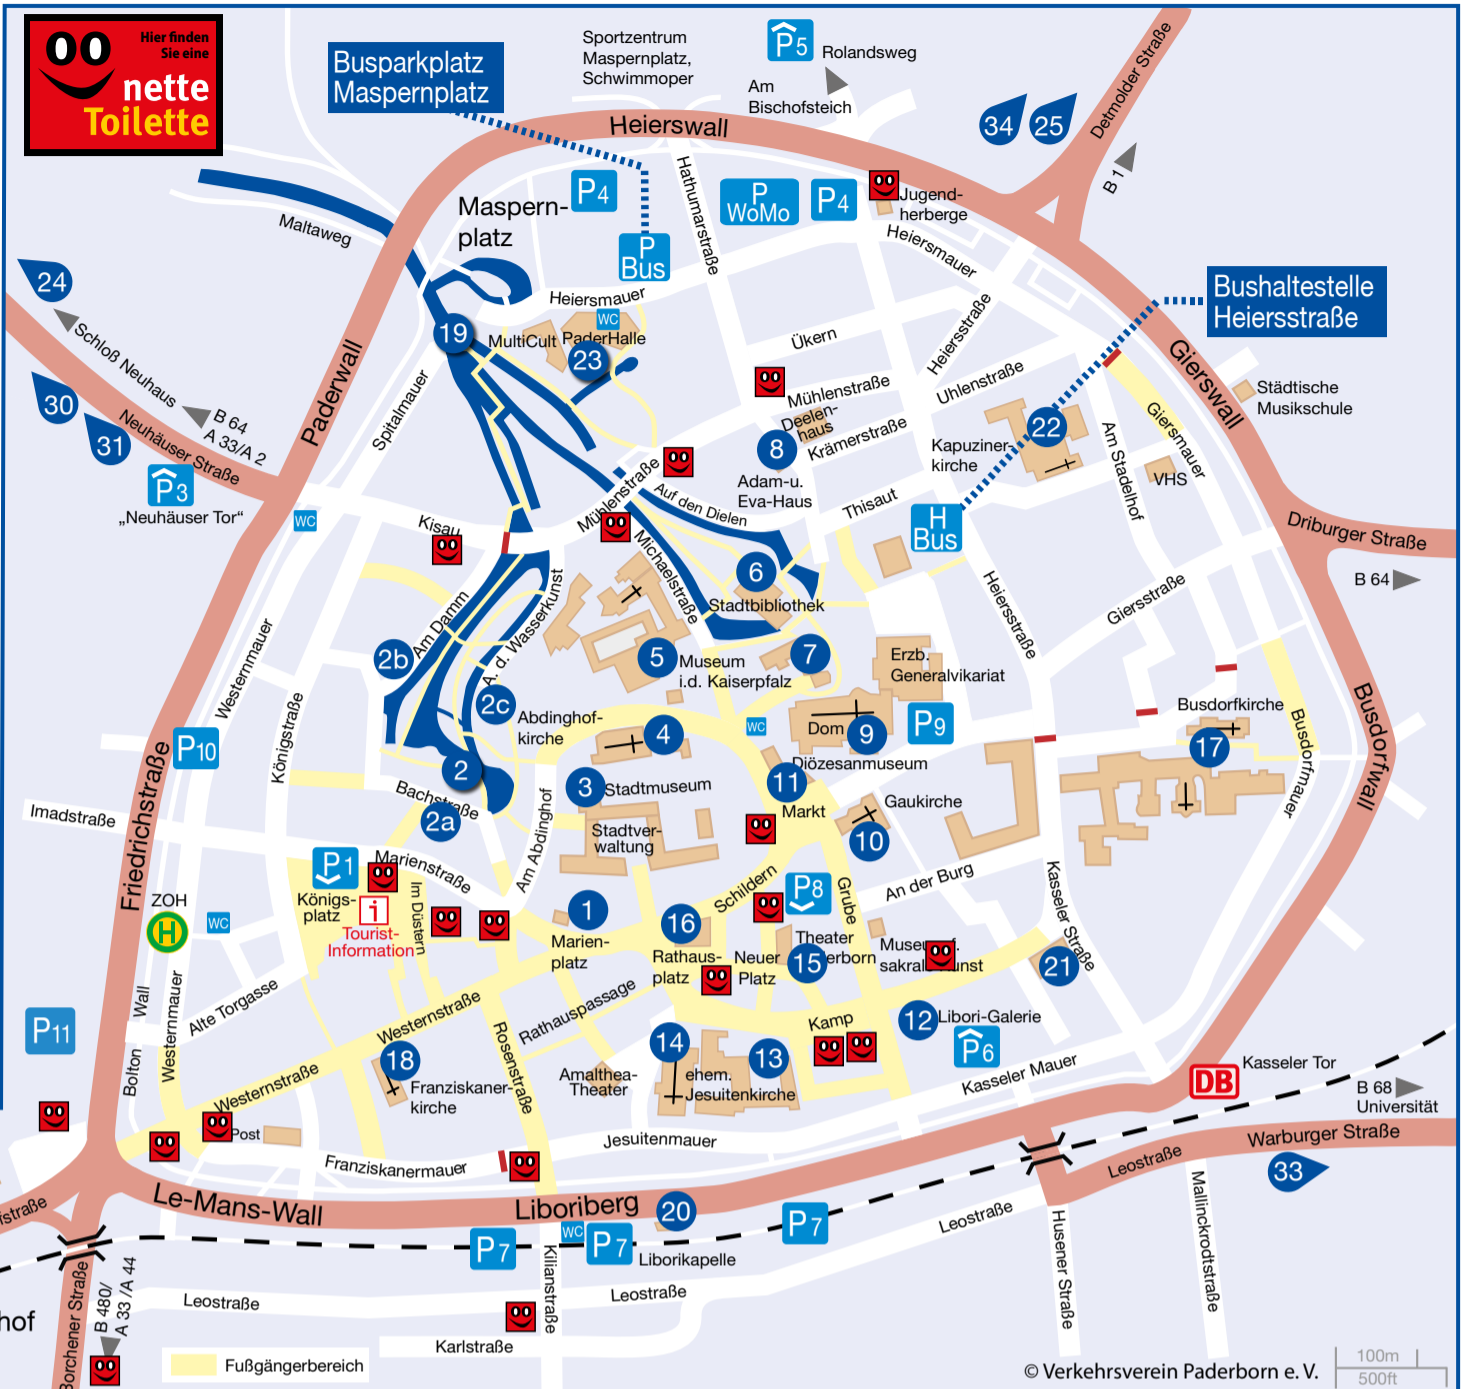 Hier finden
Sie eine
nette
Toilette
Busparkplatz
Maspernplatz
Sportzentrum
Maspernplatz,
Schwimmoper
P5
Rolandsweg
Am
Bischofsteich
Heierswall
34
25
Detmolder Straße
B 1
Maltaweg
Maspern-
platz
P4
P
Bus
Hathumarstraße
P
WoMo
P4
Jugend-
herberge
Heiersmauer
Bushaltestelle
Heiersstraße
24
Schloß Neuhaus
30
31
B 64
A 33/A 2
Neuhäuser Straße
P3
„Neuhäuser Tor“
Paderwall
Spitalmauer
19
Heiersmauer
WC
MultiCult
PaderHalle
23
Ükern
Heiersstraße
Mühlenstraße
Uhlenstraße
Deelen-
haus
Krämerstraße
8
Adam-u.
Eva-Haus
Kapuziner-
kirche
22
Gierswall
Städtische
Musikschule
Giersmauer
Am Stadelhof
VHS
Driburger Straße
B 64
WC
Kisau
Mühlenstraße
Auf den Dielen
Thisaut
H
Bus
Michaelstraße
6
Stadtbibliothek
Heiersstraße
Giersstraße
Am Damm
A. d. Wasserkunst
2b
2c
5
Museum
i.d. Kaiserpfalz
7
Erzb.
Generalvikariat
Westernmauer
Königstraße
P10
Friedrichstraße
Abdinghof-
kirche
4
WC
Dom
9
P9
Diözesanmuseum
Busdorfkirche
17
Busdorfmauer
Busdorfwall
2
Bachstraße
2a
3
Stadtmuseum
11
Markt
Gaukirche
10
Imadstraße
Stadtver-
waltung
Am Abdinghof
P1
Marienstraße
Königs-
platz
i
Tourist-
Information
Im Düstern
ZOH
H
WC
1
Marien-
platz
Schildern
P8
Grube
An der Burg
Kasseler Straße
16
Rathaus-
platz
Neuer
Platz
Theater
15
21
12
Libori-Galerie
P6
Kamp
P11
Wall
Bolton
Westernmauer
Alte Torgasse
Westernstraße
Westernstraße
Rosenstraße
Rathauspassage
18
Franziskaner-
kirche
Amalthea-
Theater
14
ehem.
Jesuitenkirche
13
Kasseler Mauer
DB
Kasseler Tor
B 68
Universität
Post
Jesuitenmauer
Franziskanermauer
Warburger Straße
Leostraße
33
Le-Mans-Wall
Liboriberg
20
WC
P7
P7
P7
Liborikapelle
Leostraße
Husener Straße
Mallinckrodtstraße
Borchener Straße
B 480/
A 33 /A 44
Leostraße
Leostraße
Kilianstraße
Karlstraße
Fußgängerbereich
© Verkehrsverein Paderborn e. V.
100m
500ft